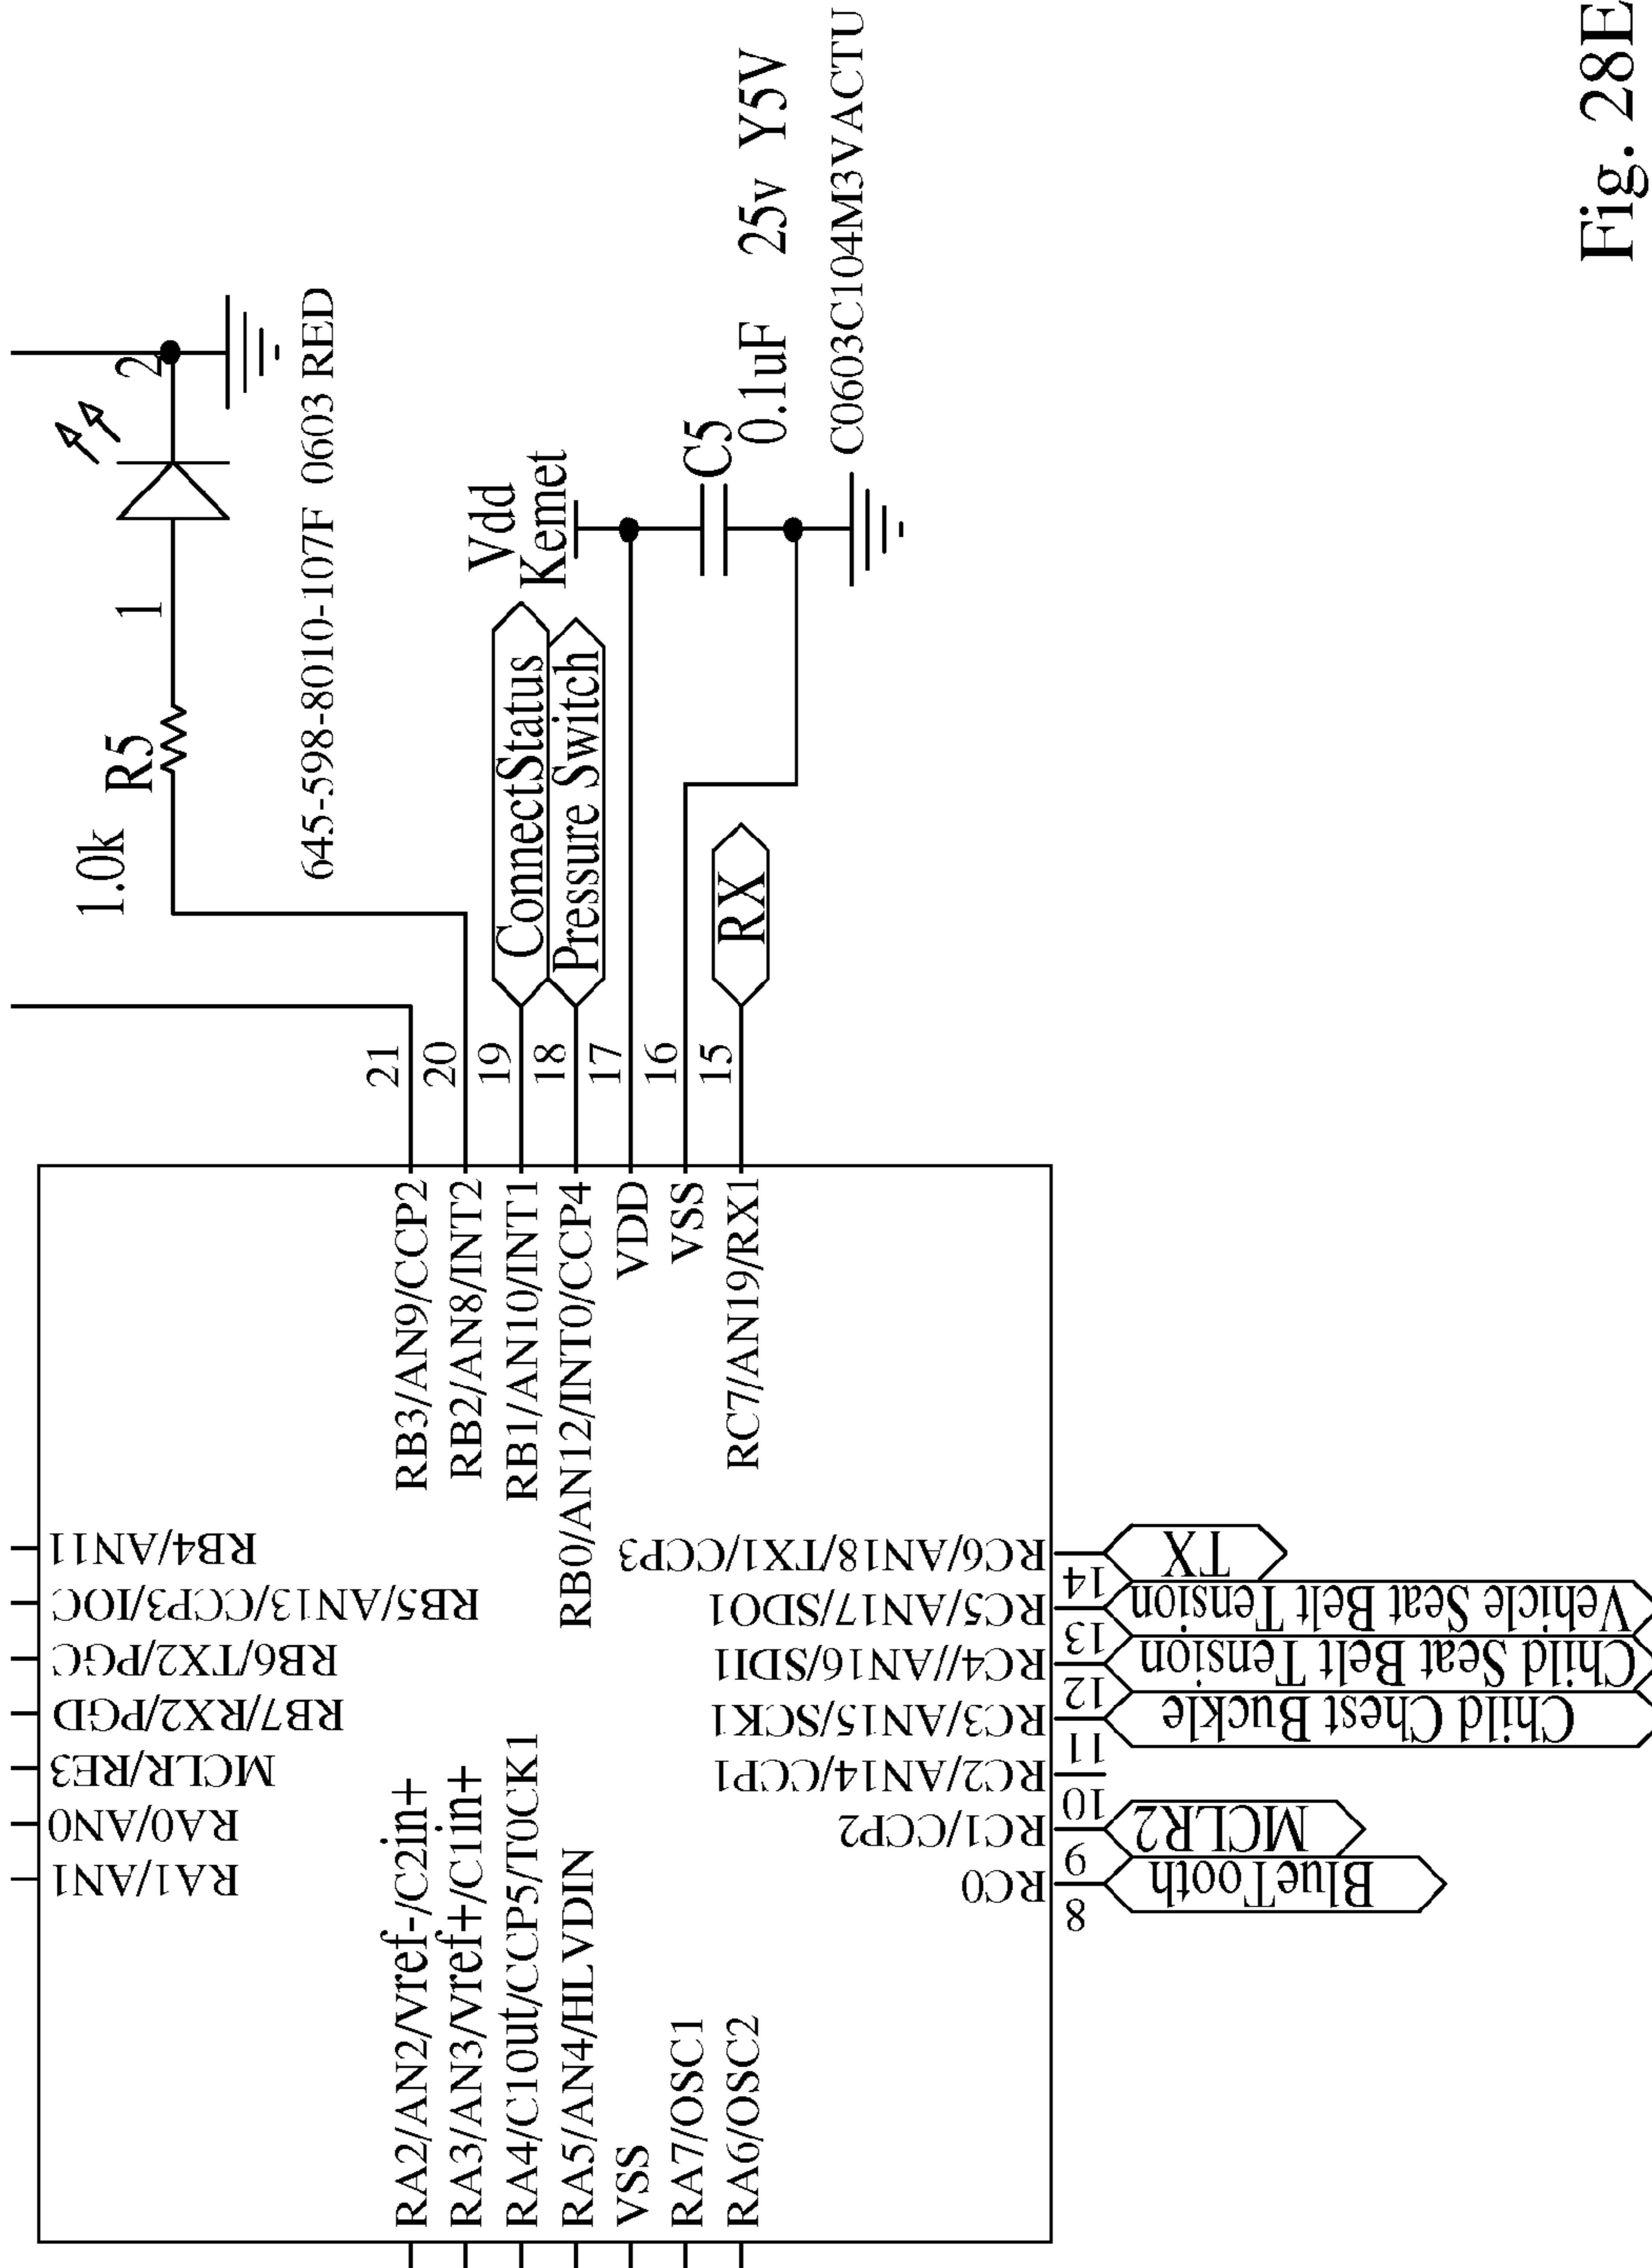 1.0k
R5
1
2
645-598-8010-107F 0603 RED
21
20
19
18
17
16
15
ConnectStatus
Pressure Switch
Vdd
Kemet
C5
0.1uF 25v Y5V
C0603C104M3VACTU
RX
RB3/AN9/CCP2
RB2/AN8/INT2
RB1/AN10/INT1
RB0/AN12/INT0/CCP4
VDD
VSS
RC7/AN19/RX1
RB4/AN11
RB5/AN13/CCP3/IOC
RB6/TX2/PGC
RB7/RX2/PGD
MCLR/RE3
RA0/AN0
RA1/AN1
RA2/AN2/Vref-/C2in+
RA3/AN3/Vref+/C1in+
RA4/C1Out/CCP5/T0CK1
RA5/AN4/HLVDIN
VSS
RA7/OSC1
RA6/OSC2
RC6/AN18/TX1/CCP3
RC5/AN17/SDO1
RC4//AN16/SDI1
RC3/AN15/SCK1
RC2/AN14/CCP1
RC1/CCP2
RC0
14
13
12
11
10
9
8
TX
Vehicle Seat Belt Tension
Child Seat Belt Tension
Child Chest Buckle
MCLR2
BlueTooth
Fig. 28E